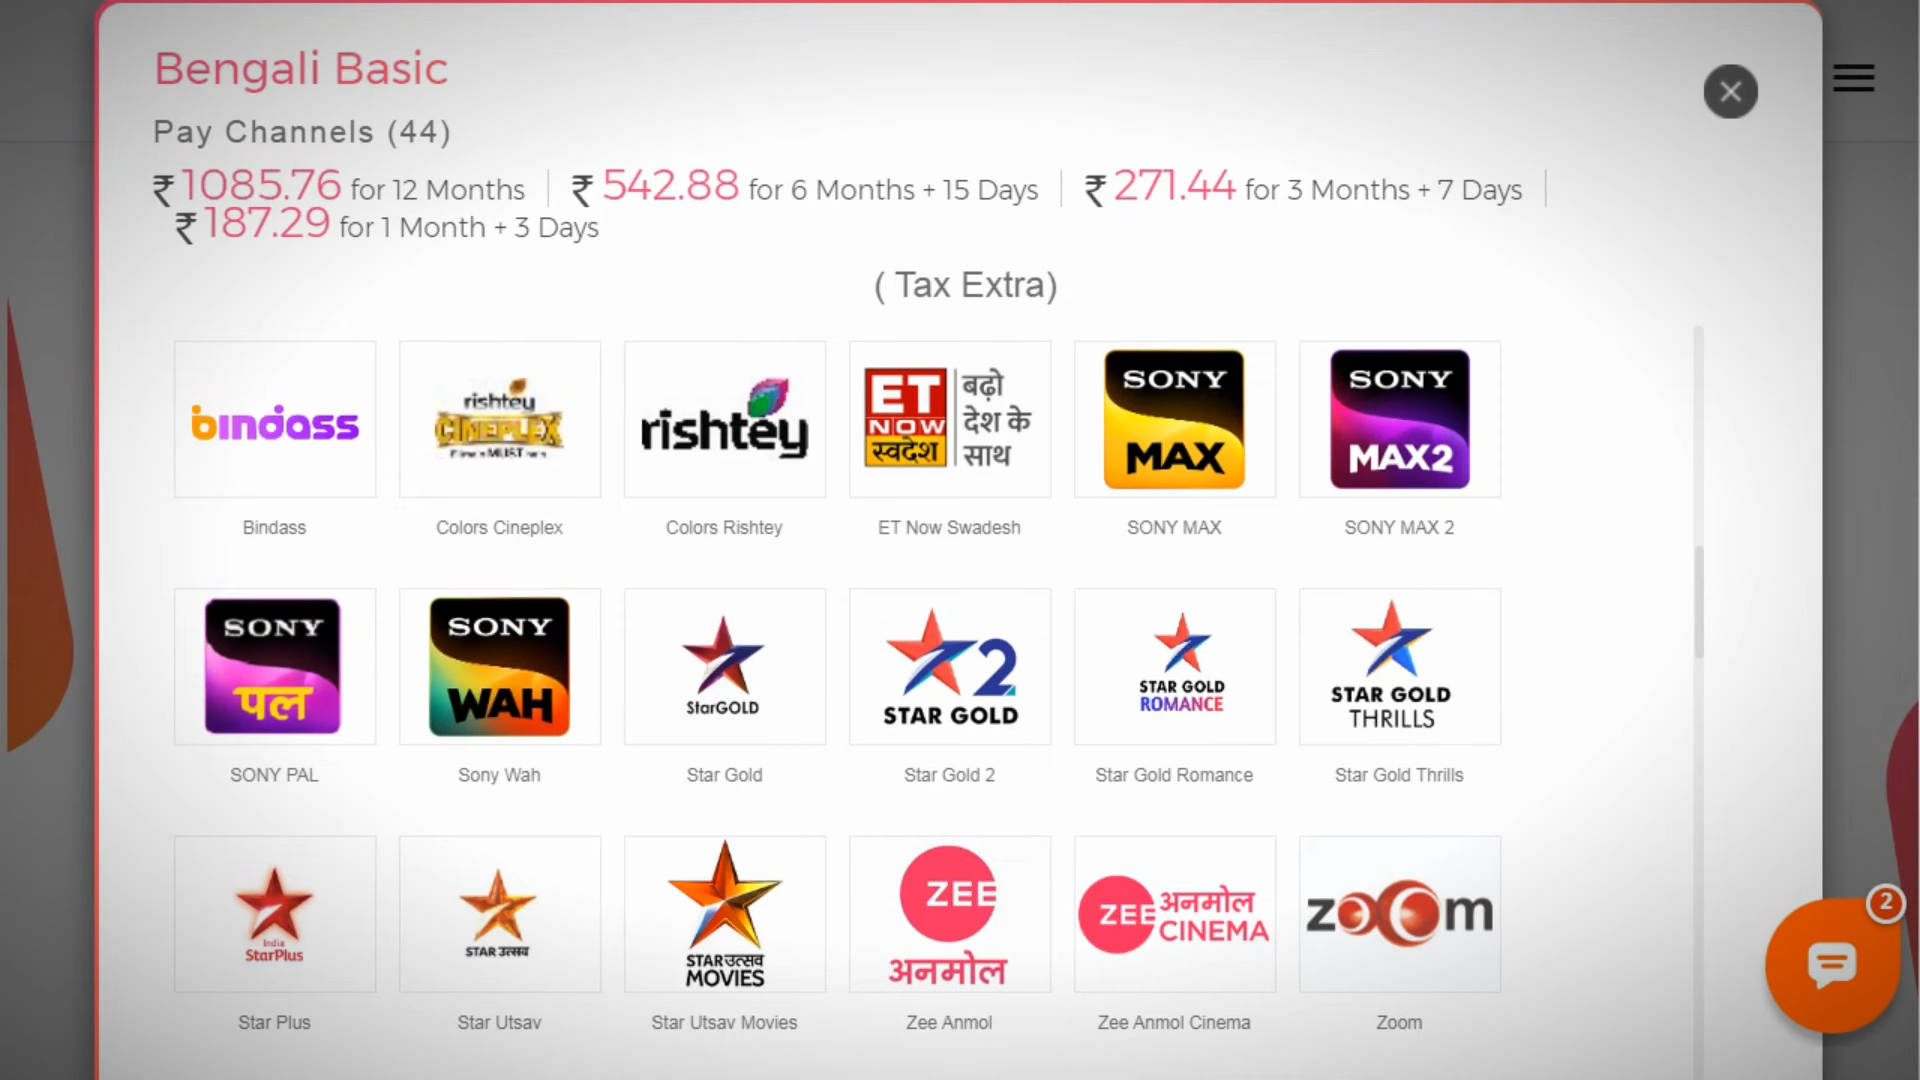 Bengali Basic
Pay Channels (44)
₹ 1085.76 for 12 Months
₹ 542.88 for 6 Months + 15 Days
₹ 271.44 for 3 Months + 7 Days
₹ 187.29 for 1 Month + 3 Days
( Tax Extra)
bindass
rishtey
CINEPLEX
rishtey
ET
NOW
स्वदेश
बढ़ो
देश के
साथ
SONY
MAX
SONY
MAX2
Bindass
Colors Cineplex
Colors Rishtey
ET Now Swadesh
SONY MAX
SONY MAX 2
SONY
पल
SONY
WAH
StarGOLD
2
STAR GOLD
STAR GOLD
ROMANCE
STAR GOLD
THRILLS
SONY PAL
Sony Wah
Star Gold
Star Gold 2
Star Gold Romance
Star Gold Thrills
India
StarPlus
STAR उत्सव
STAR उत्सव
MOVIES
ZEE
अनमोल
ZEE
अनमोल
CINEMA
zoom
Star Plus
Star Utsav
Star Utsav Movies
Zee Anmol
Zee Anmol Cinema
Zoom
2